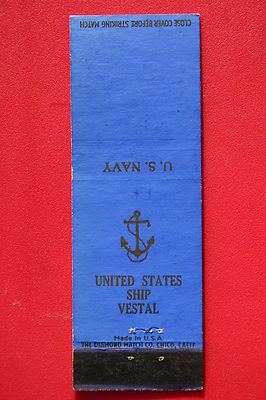 CLOSE COVER BEFORE STRIKING MATCH
U. S. NAVY
UNITED STATES
SHIP
VESTAL
Made in U.S.A.
THE DIAMOND MATCH CO. CHICO, CALIF.